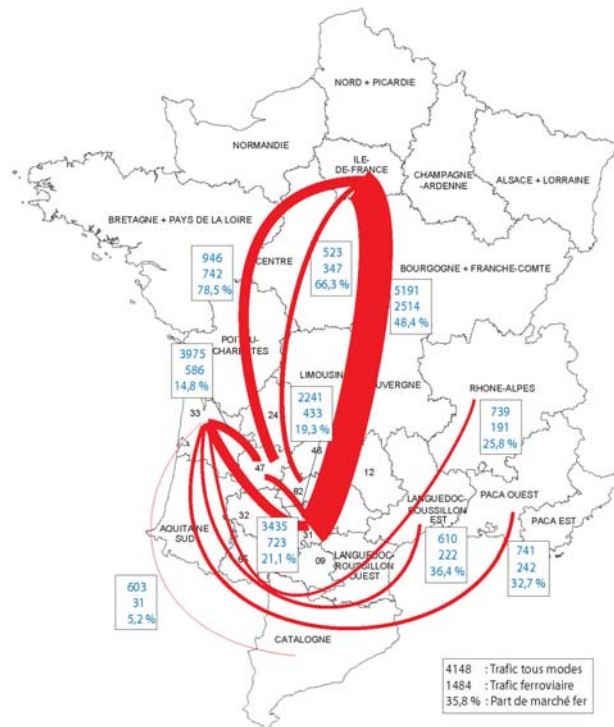 NORD + PICARDIE
NORMANDIE
ILE-
DE-FRANCE
CHAMPAGNE
-ARDENNE
ALSACE + LORRAINE
BRETAGNE + PAYS DE LA LOIRE
CENTRE
946
742
78,5 %
523
347
66,3 %
BOURGOGNE + FRANCHE-COMTE
5191
2514
48,4 %
POITOU-
CHARENTES
3975
586
14,8 %
LIMOUSIN
AUVERGNE
2241
433
19,3 %
RHONE-ALPES
739
191
25,8 %
33
24
46
47
82
12
32
31
09
65
AQUITAINE
SUD
3435
723
21,1 %
LANGUEDOC-
ROUSSILLON
EST
610
222
36,4 %
PACA OUEST
PACA EST
741
242
32,7 %
LANGUEDOC-
ROUSSILLON
OUEST
603
31
5,2 %
CATALOGNE
4148 : Trafic tous modes
1484 : Trafic ferroviaire
35,8 % : Part de marché fer